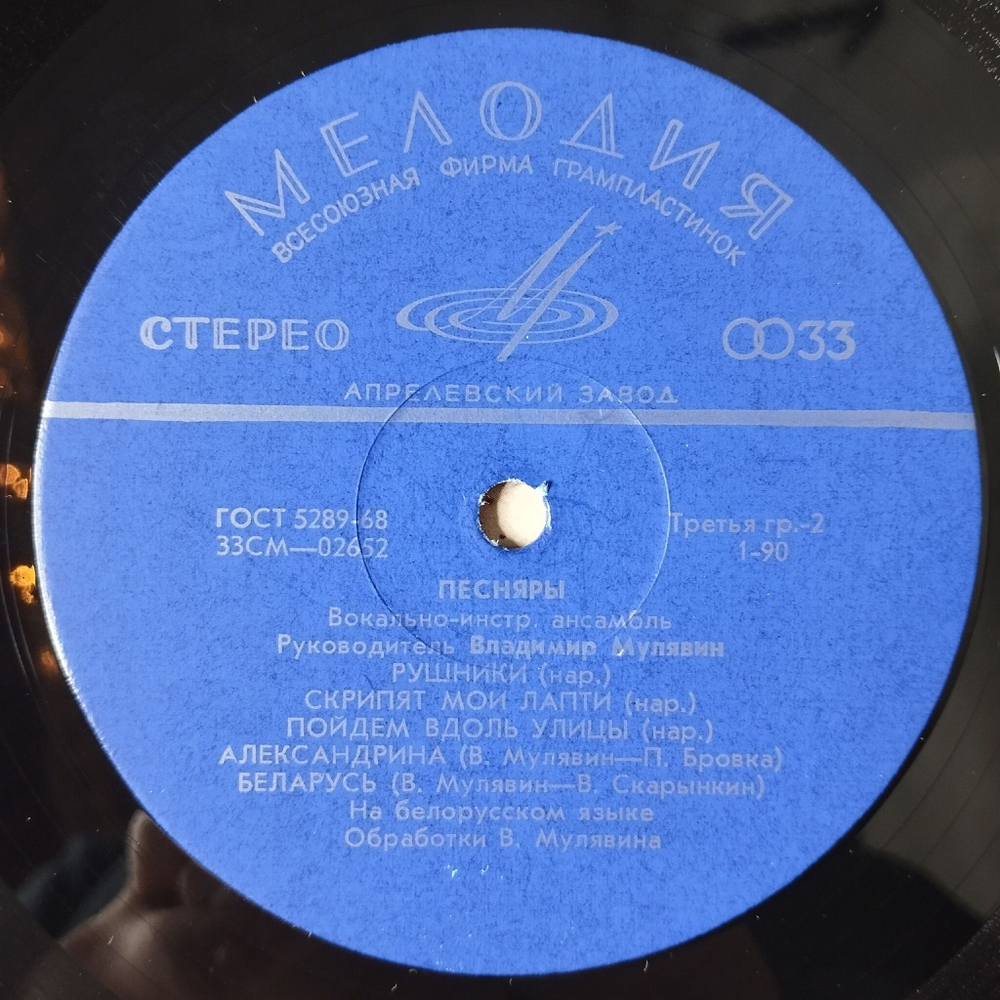 МЕЛОДИЯ
ВСЕСОЮЗНАЯ ФИРМА ГРАМПЛАСТИНОК
СТЕРЕО
33
АПРЕЛЕВСКИЙ ЗАВОД
ГОСТ 5289-68
33СМ—02652
Третья гр.-2
1-90
ПЕСНЯРЫ
Вокально-инстр. ансамбль
Руководитель Владимир Мулявин
РУШНИКИ (нар.)
СКРИПЯТ МОИ ЛАПТИ (нар.)
ПОЙДЕМ ВДОЛЬ УЛИЦЫ (нар.)
АЛЕКСАНДРИНА (В. Мулявин—П. Бровка)
БЕЛАРУСЬ (В. Мулявин—В. Скарынкин)
На белорусском языке
Обработки В. Мулявина